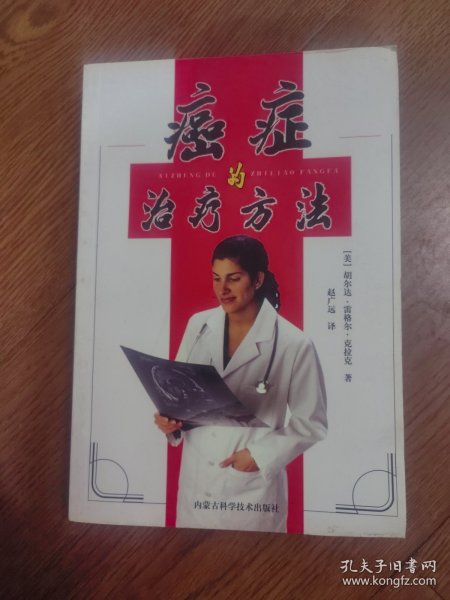 癌症
AIZHENG DE ZHILIAO FANGFA
的
治疗方法
[美] 胡尔达·雷格尔·克拉克 著
赵广远 译
内蒙古科学技术出版社
孔夫子旧书网
www.kongfz.com